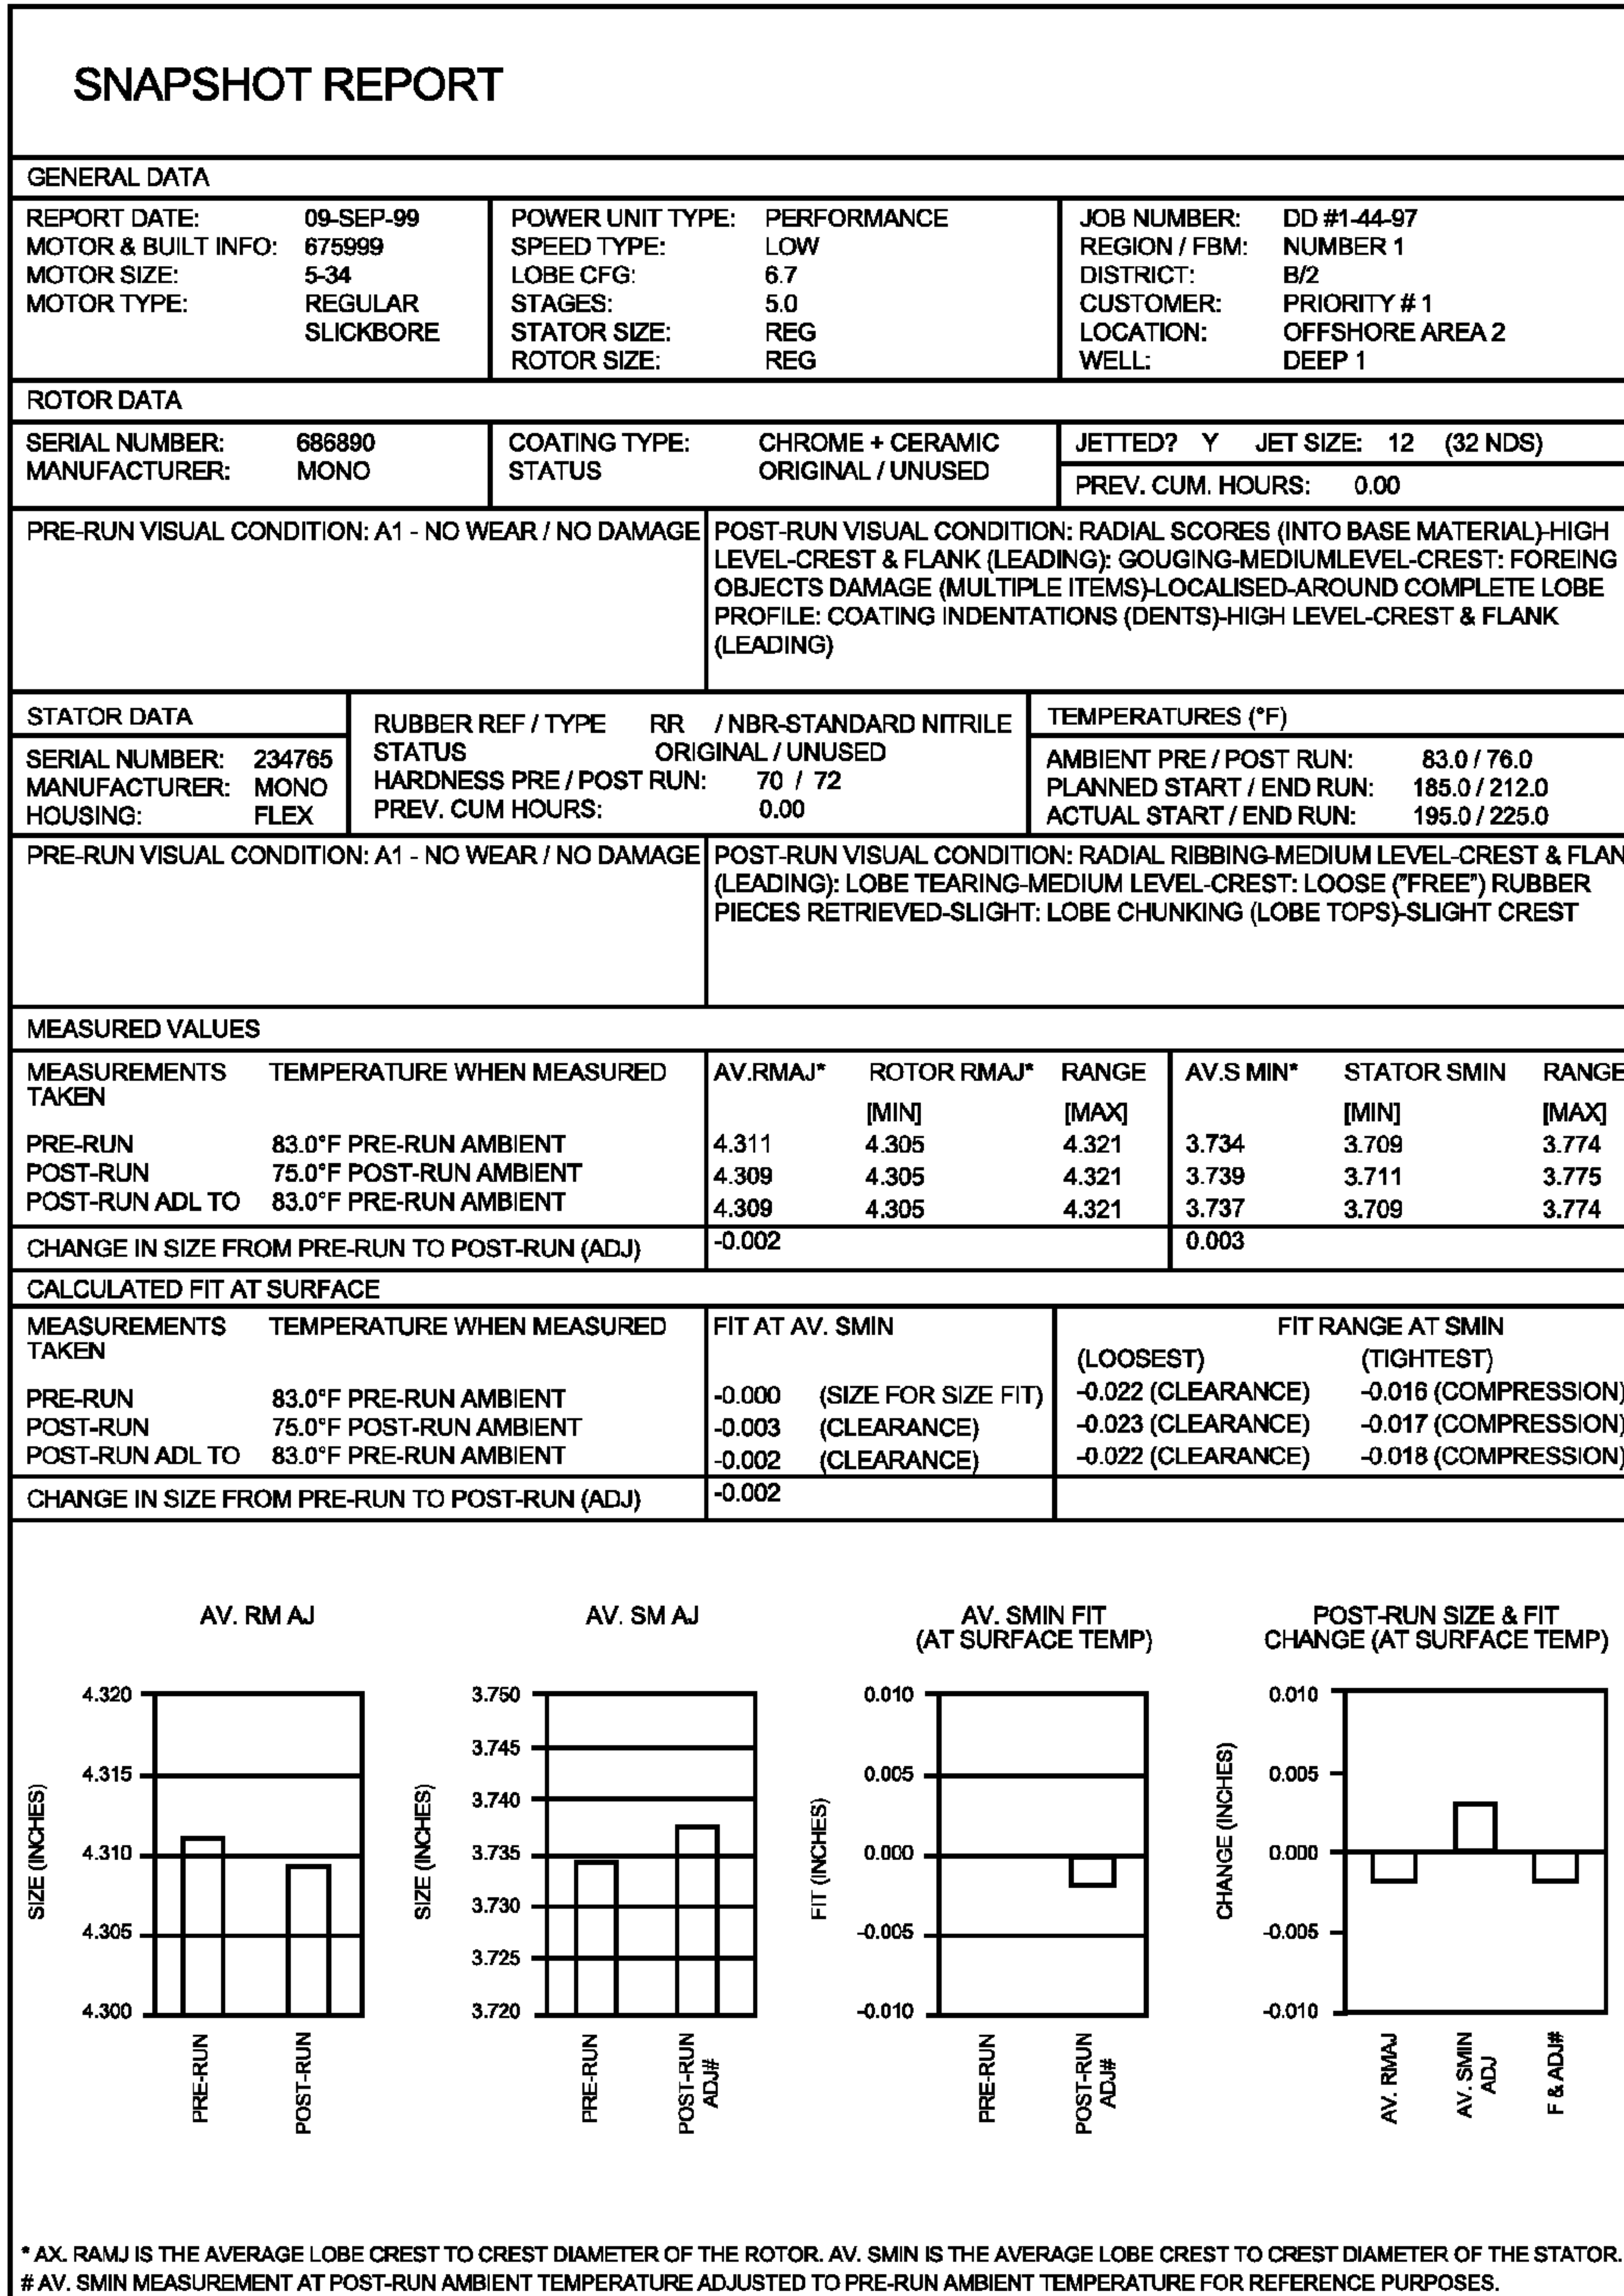 SNAPSHOT REPORT
GENERAL DATA
REPORT DATE: 09-SEP-99
MOTOR & BUILT INFO: 675999
MOTOR SIZE: 5-34
MOTOR TYPE: REGULAR
SLICKBORE
POWER UNIT TYPE: PERFORMANCE
SPEED TYPE: LOW
LOBE CFG: 6.7
STAGES: 5.0
STATOR SIZE: REG
ROTOR SIZE: REG
JOB NUMBER: DD #1-44-97
REGION / FBM: NUMBER 1
DISTRICT: B/2
CUSTOMER: PRIORITY # 1
LOCATION: OFFSHORE AREA 2
WELL: DEEP 1
ROTOR DATA
SERIAL NUMBER: 686890
MANUFACTURER: MONO
COATING TYPE: CHROME + CERAMIC
STATUS ORIGINAL / UNUSED
JETTED? Y JET SIZE: 12 (32 NDS)
PREV. CUM. HOURS: 0.00
PRE-RUN VISUAL CONDITION: A1 - NO WEAR / NO DAMAGE
POST-RUN VISUAL CONDITION: RADIAL SCORES (INTO BASE MATERIAL)-HIGH
LEVEL-CREST & FLANK (LEADING): GOUGING-MEDIUMLEVEL-CREST: FOREING
OBJECTS DAMAGE (MULTIPLE ITEMS)-LOCALISED-AROUND COMPLETE LOBE
PROFILE: COATING INDENTATIONS (DENTS)-HIGH LEVEL-CREST & FLANK
(LEADING)
STATOR DATA
SERIAL NUMBER: 234765
MANUFACTURER: MONO
HOUSING: FLEX
RUBBER REF / TYPE RR / NBR-STANDARD NITRILE
STATUS ORIGINAL / UNUSED
HARDNESS PRE / POST RUN: 70 / 72
PREV. CUM HOURS: 0.00
TEMPERATURES (°F)
AMBIENT PRE / POST RUN: 83.0 / 76.0
PLANNED START / END RUN: 185.0 / 212.0
ACTUAL START / END RUN: 195.0 / 225.0
PRE-RUN VISUAL CONDITION: A1 - NO WEAR / NO DAMAGE
POST-RUN VISUAL CONDITION: RADIAL RIBBING-MEDIUM LEVEL-CREST & FLAN
(LEADING): LOBE TEARING-MEDIUM LEVEL-CREST: LOOSE ("FREE") RUBBER
PIECES RETRIEVED-SLIGHT: LOBE CHUNKING (LOBE TOPS)-SLIGHT CREST
MEASURED VALUES
MEASUREMENTS TEMPERATURE WHEN MEASURED AV.RMAJ* ROTOR RMAJ* RANGE AV.S MIN* STATOR SMIN RANGE
TAKEN
[MIN] [MAX] [MIN] [MAX]
PRE-RUN 83.0°F PRE-RUN AMBIENT 4.311 4.305 4.321 3.734 3.709 3.774
POST-RUN 75.0°F POST-RUN AMBIENT 4.309 4.305 4.321 3.739 3.711 3.775
POST-RUN ADL TO 83.0°F PRE-RUN AMBIENT 4.309 4.305 4.321 3.737 3.709 3.774
CHANGE IN SIZE FROM PRE-RUN TO POST-RUN (ADJ) -0.002 0.003
CALCULATED FIT AT SURFACE
MEASUREMENTS TEMPERATURE WHEN MEASURED FIT AT AV. SMIN FIT RANGE AT SMIN
TAKEN
(LOOSEST) (TIGHTEST)
PRE-RUN 83.0°F PRE-RUN AMBIENT -0.000 (SIZE FOR SIZE FIT) -0.022 (CLEARANCE) -0.016 (COMPRESSION)
POST-RUN 75.0°F POST-RUN AMBIENT -0.003 (CLEARANCE) -0.023 (CLEARANCE) -0.017 (COMPRESSION)
POST-RUN ADL TO 83.0°F PRE-RUN AMBIENT -0.002 (CLEARANCE) -0.022 (CLEARANCE) -0.018 (COMPRESSION)
CHANGE IN SIZE FROM PRE-RUN TO POST-RUN (ADJ) -0.002
AV. RM AJ
SIZE (INCHES)
4.320
4.315
4.310
4.305
4.300
PRE-RUN
POST-RUN
AV. SM AJ
SIZE (INCHES)
3.750
3.745
3.740
3.735
3.730
3.725
3.720
PRE-RUN
POST-RUN
ADJ#
AV. SMIN FIT
(AT SURFACE TEMP)
FIT (INCHES)
0.010
0.005
0.000
-0.005
-0.010
PRE-RUN
POST-RUN
ADJ#
POST-RUN SIZE & FIT
CHANGE (AT SURFACE TEMP)
CHANGE (INCHES)
0.010
0.005
0.000
-0.005
-0.010
AV. RMAJ
AV. SMIN
ADJ
F & ADJ#
* AX. RAMJ IS THE AVERAGE LOBE CREST TO CREST DIAMETER OF THE ROTOR. AV. SMIN IS THE AVERAGE LOBE CREST TO CREST DIAMETER OF THE STATOR.
# AV. SMIN MEASUREMENT AT POST-RUN AMBIENT TEMPERATURE ADJUSTED TO PRE-RUN AMBIENT TEMPERATURE FOR REFERENCE PURPOSES.